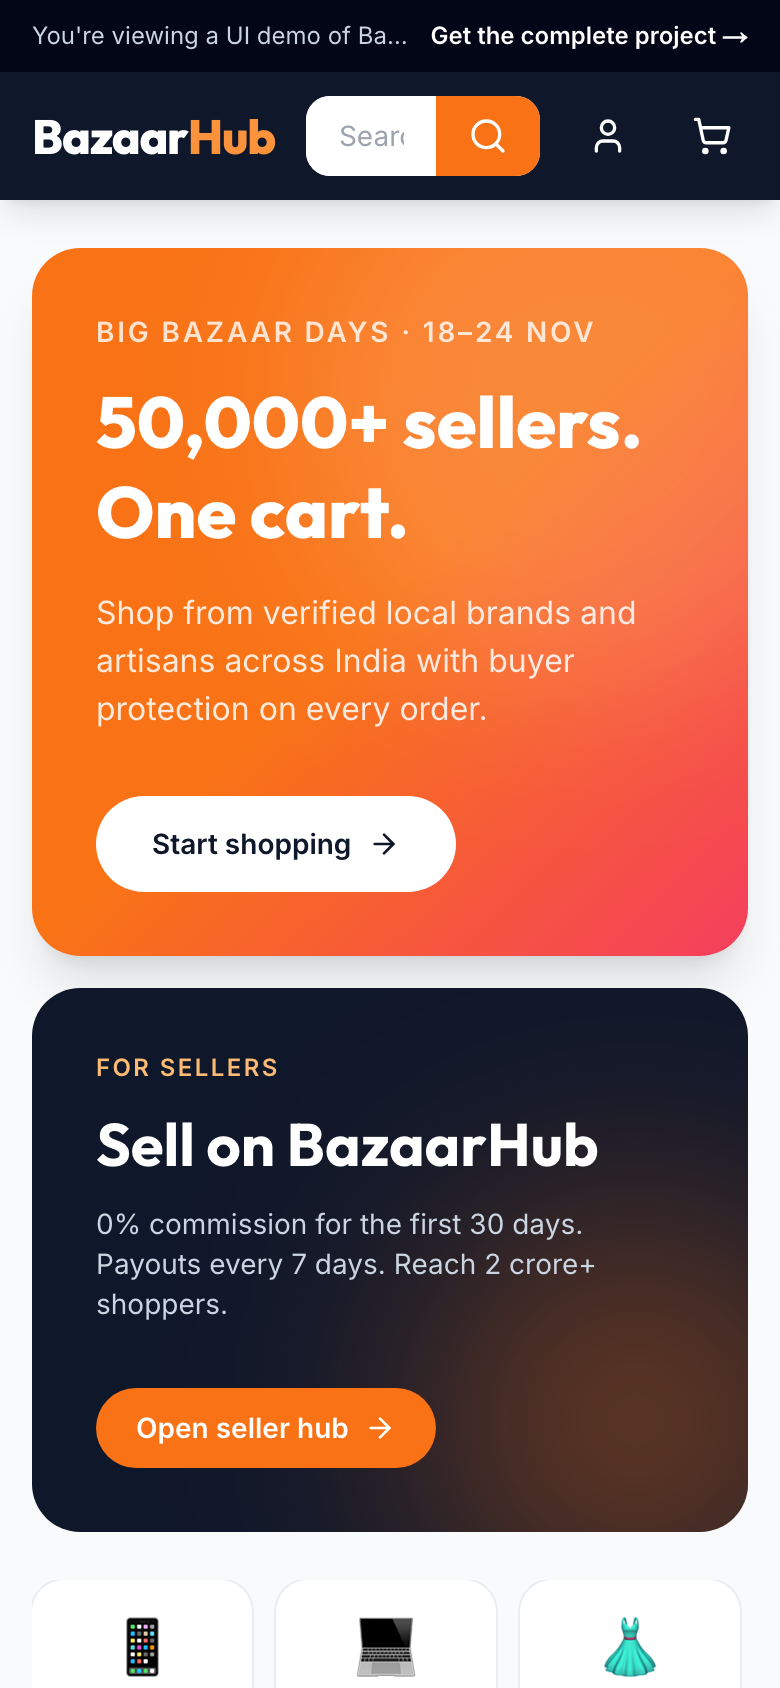 You're viewing a UI demo of Ba... Get the complete project →
BazaarHub Searc
BIG BAZAAR DAYS · 18–24 NOV
50,000+ sellers.
One cart.
Shop from verified local brands and
artisans across India with buyer
protection on every order.
Start shopping →
FOR SELLERS
Sell on BazaarHub
0% commission for the first 30 days.
Payouts every 7 days. Reach 2 crore+
shoppers.
Open seller hub →